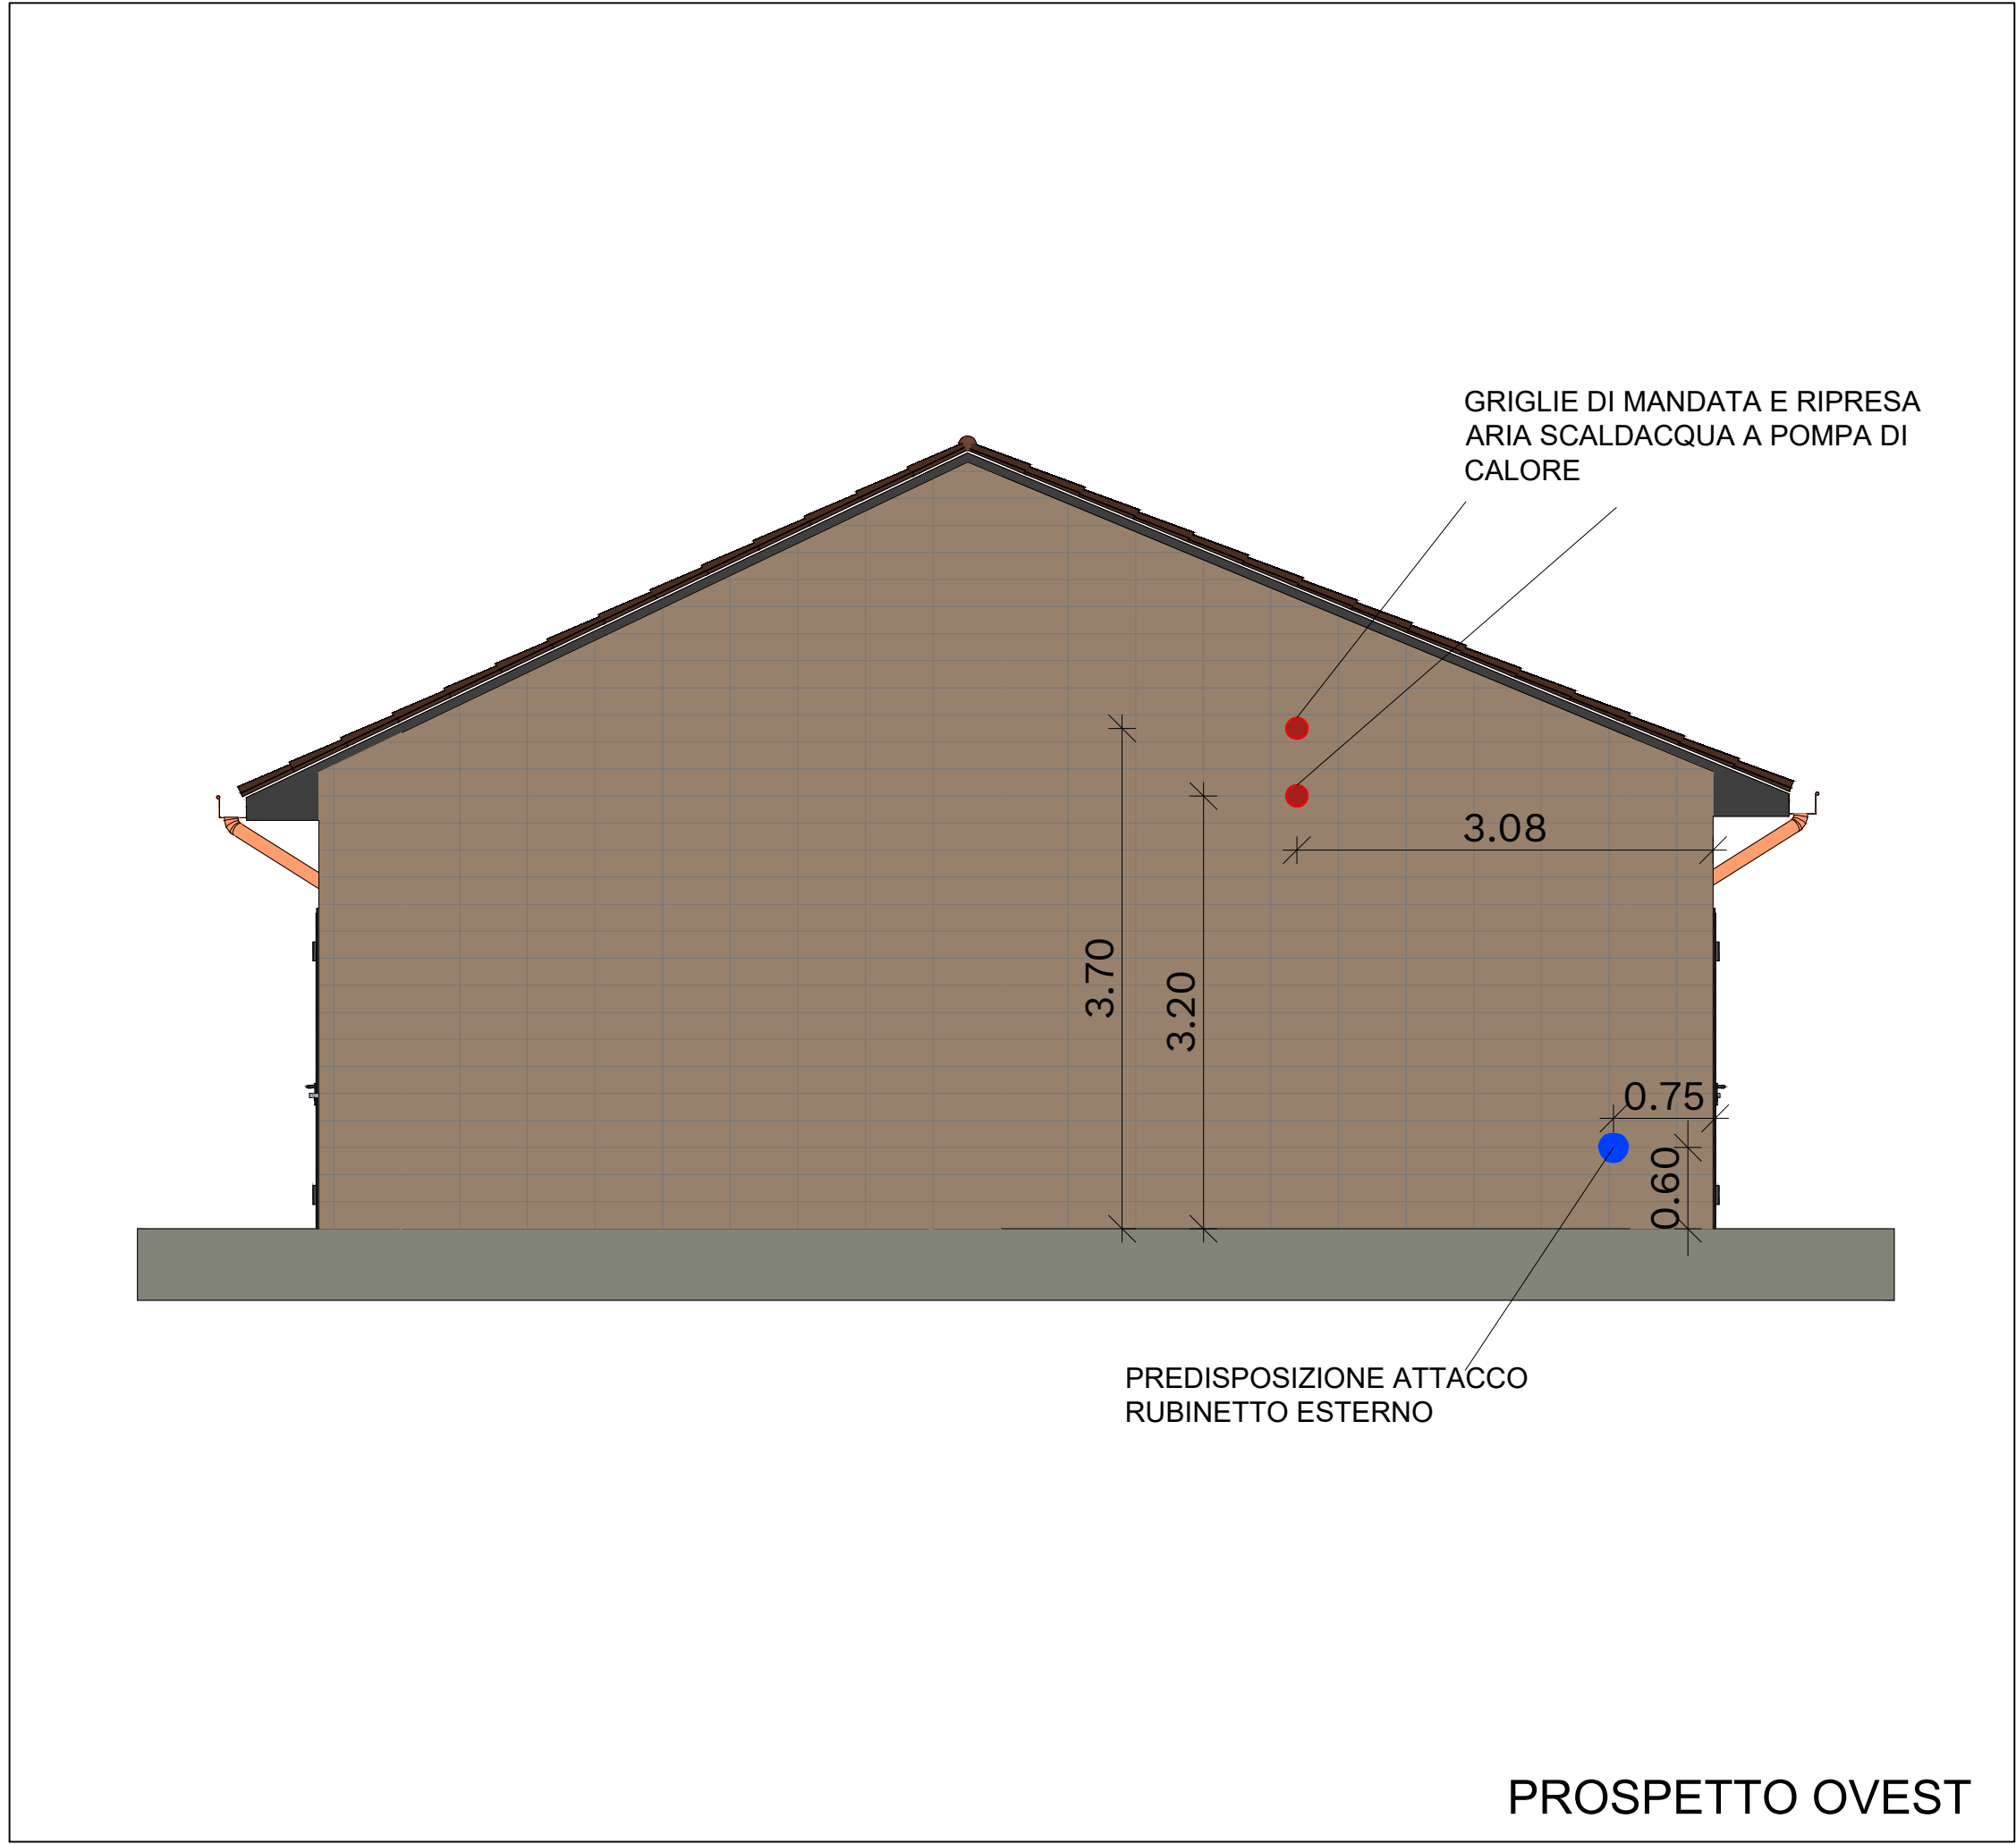 GRIGLIE DI MANDATA E RIPRESA
ARIA SCALDACQUA A POMPA DI
CALORE
3.08
3.70
3.20
0.75
0.60
PREDISPOSIZIONE ATTACCO
RUBINETTO ESTERNO
PROSPETTO OVEST